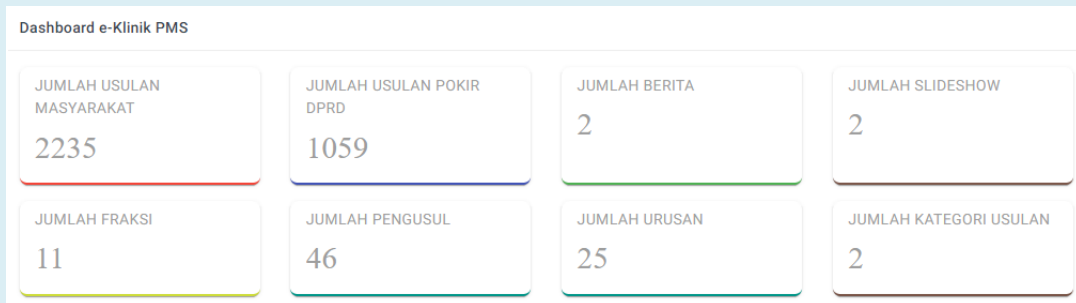 Dashboard e-Klinik PMS
JUMLAH USULAN
MASYARAKAT
2235
JUMLAH USULAN POKIR
DPRD
1059
JUMLAH BERITA
2
JUMLAH SLIDESHOW
2
JUMLAH FRAKSI
11
JUMLAH PENGUSUL
46
JUMLAH URUSAN
25
JUMLAH KATEGORI USULAN
2